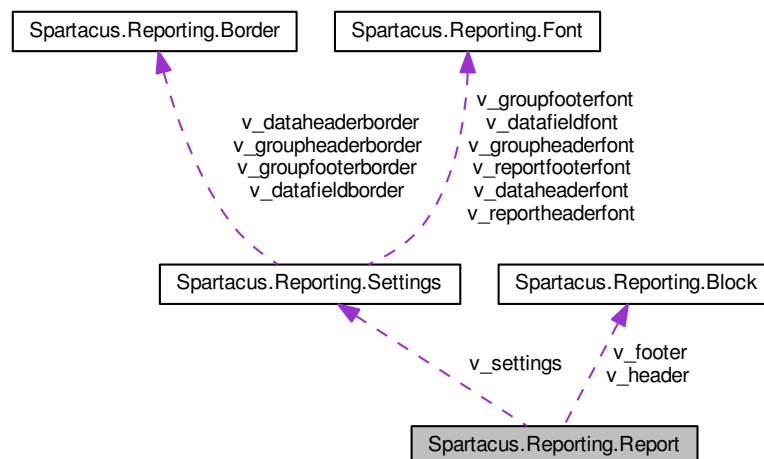 Spartacus.Reporting.Border
Spartacus.Reporting.Font
v_dataheaderborder
v_groupheaderborder
v_groupfooterborder
v_datafieldborder
v_groupfooterfont
v_datafieldfont
v_groupheaderfont
v_reportfooterfont
v_dataheaderfont
v_reportheaderfont
Spartacus.Reporting.Settings
Spartacus.Reporting.Block
v_settings
v_footer
v_header
Spartacus.Reporting.Report